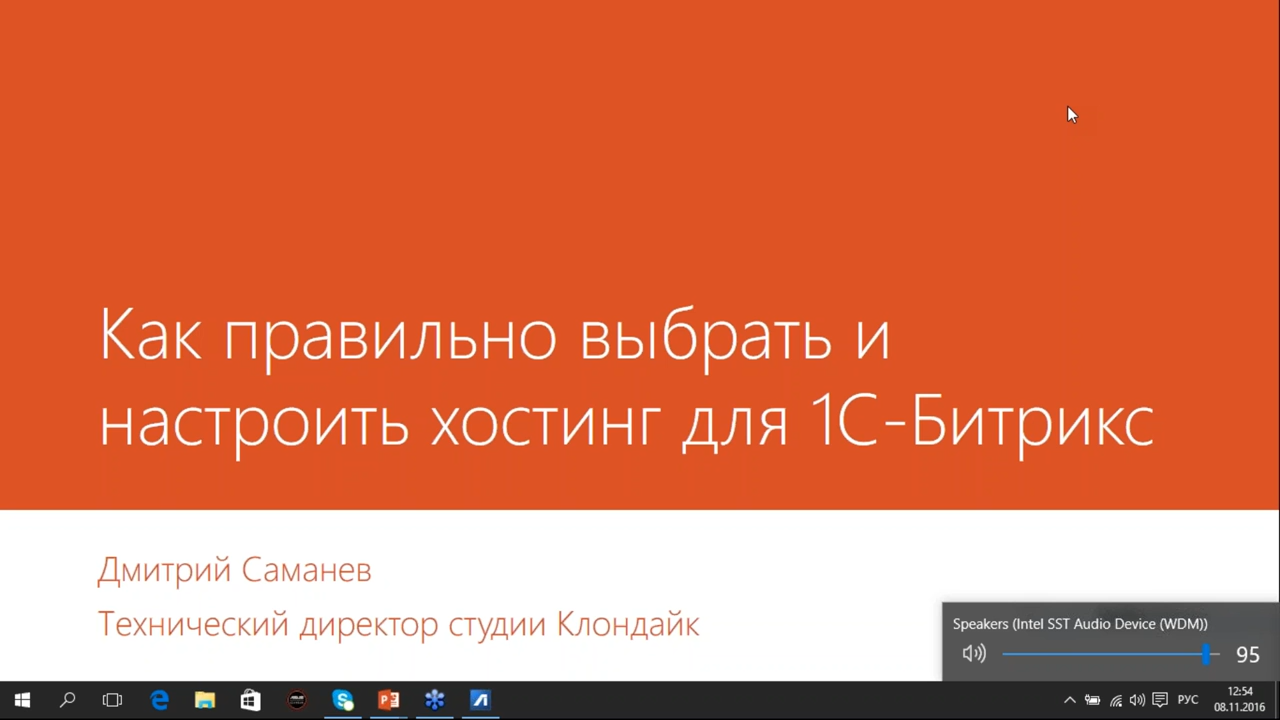 Как правильно выбрать и
настроить хостинг для 1С-Битрикс
Дмитрий Саманев
Технический директор студии Клондайк
Speakers (Intel SST Audio Device (WDM))
95
РУС
12:54
08.11.2016